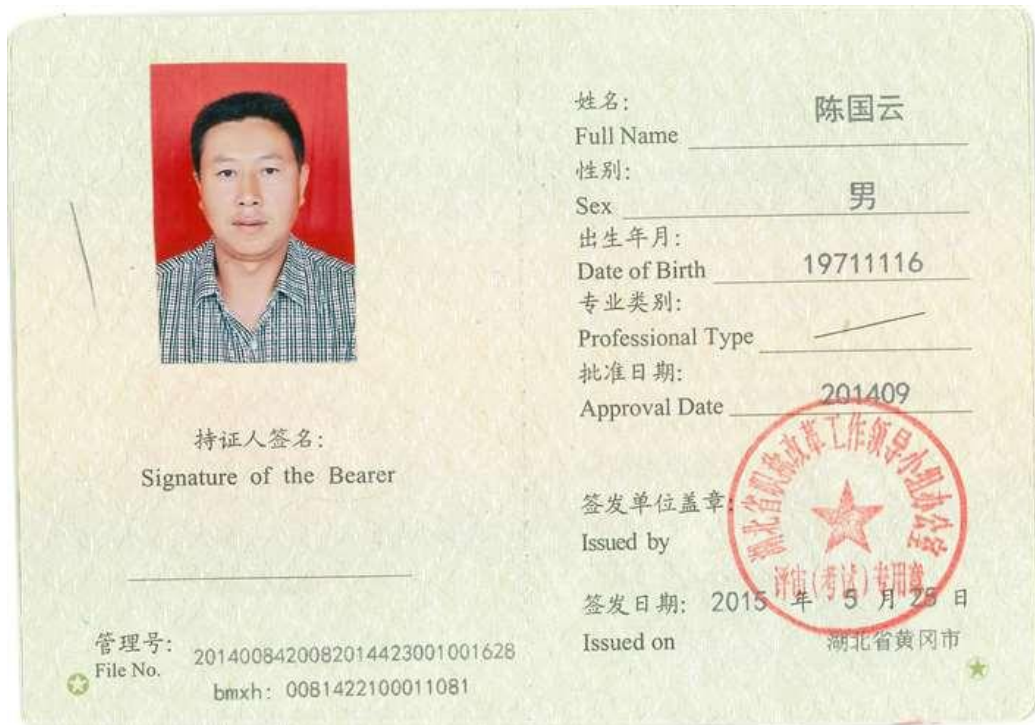 姓名:
陈国云
Full Name
性别:
男
Sex
出生年月:
19711116
Date of Birth
专业类别:
Professional Type
批准日期:
201409
Approval Date
持证人签名:
Signature of the Bearer
签发单位盖章:
Issued by
湖北省职称改革工作领导小组办公室
评审(考试)专用章
签发日期: 2015 年 5 月 25 日
Issued on
湖北省黄冈市
管理号:
File No.
2014008420082014423001001628
bmxh: 0081422100011081